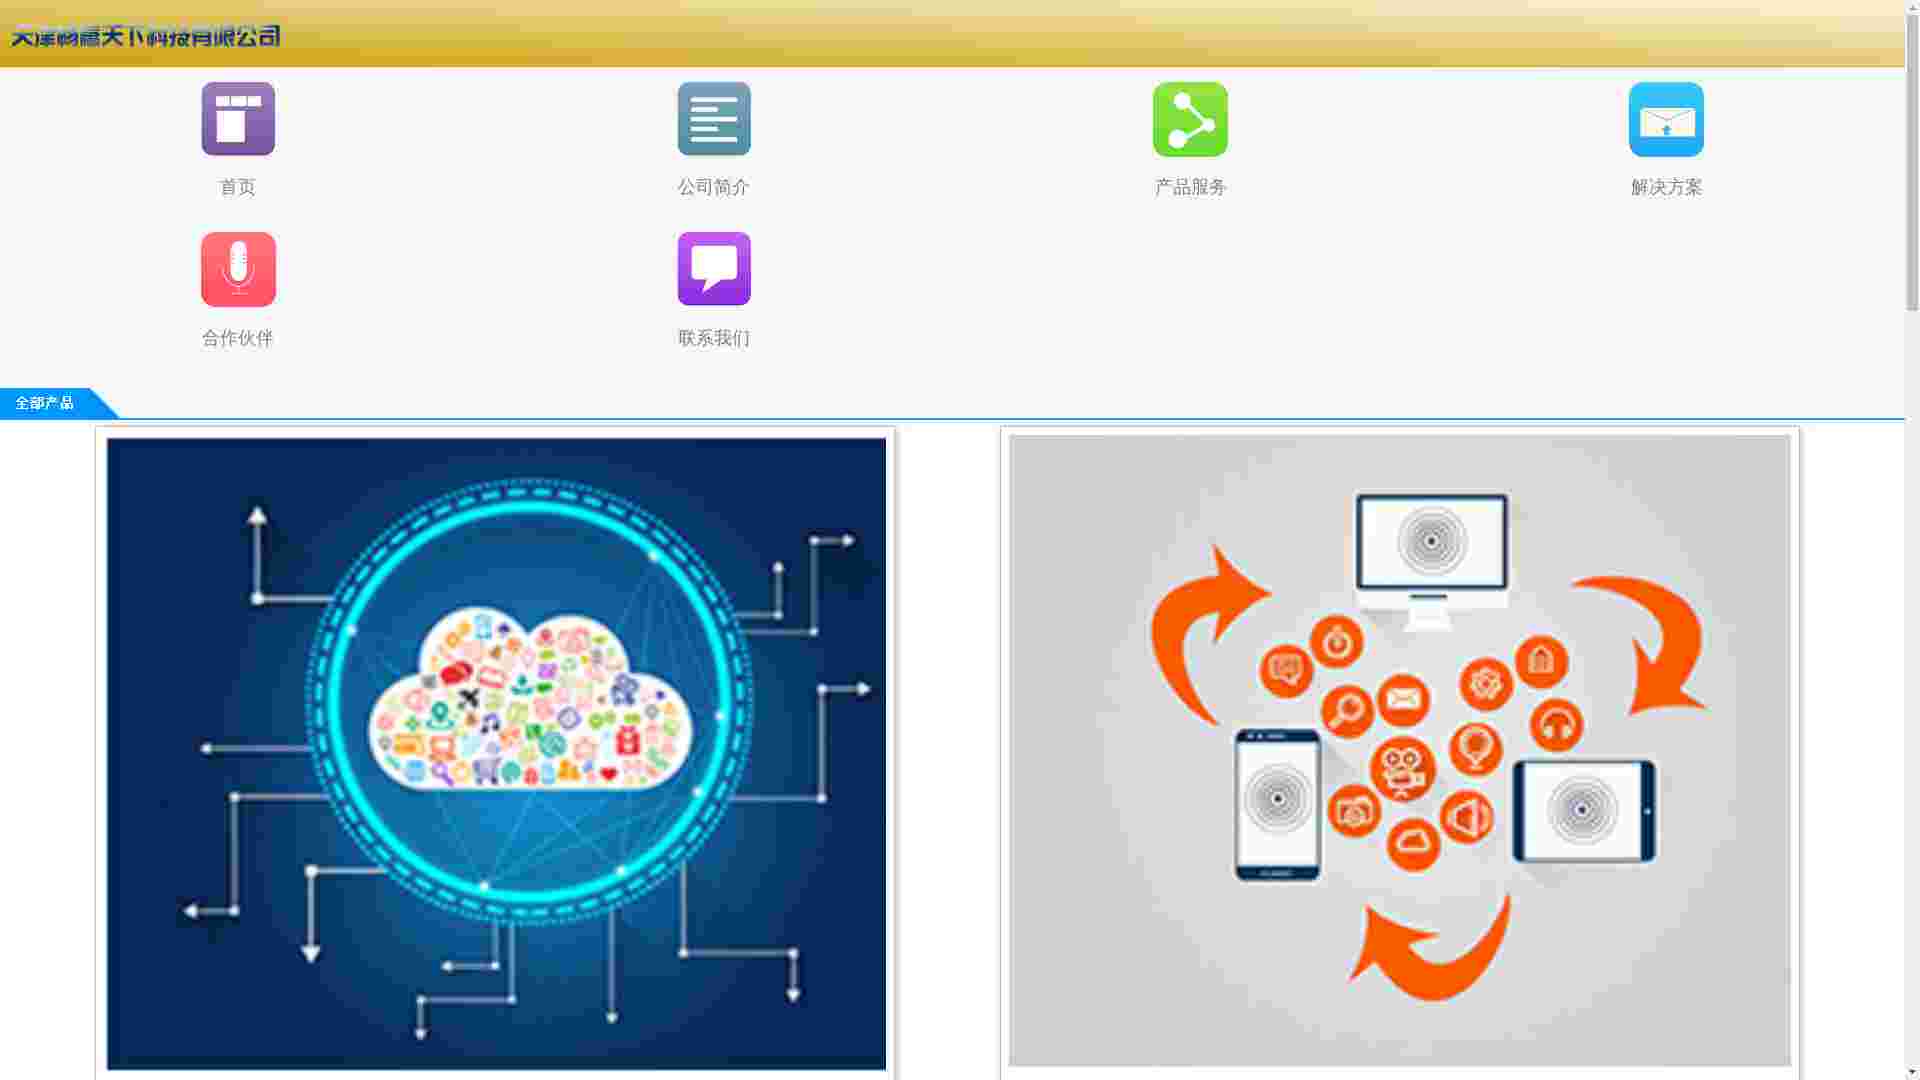 天津畅惠天下科技有限公司
首页
公司简介
产品服务
解决方案
合作伙伴
联系我们
全部产品